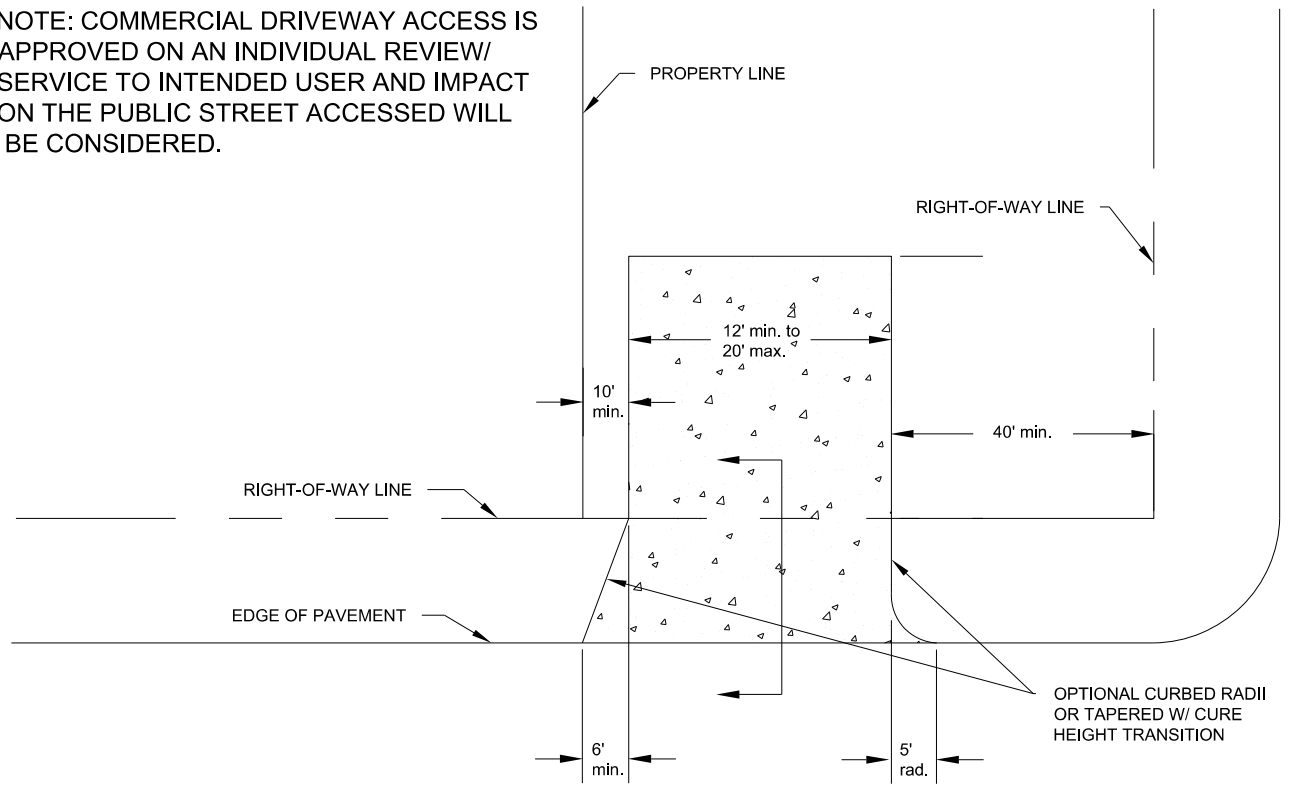 NOTE: COMMERCIAL DRIVEWAY ACCESS IS
APPROVED ON AN INDIVIDUAL REVIEW/
SERVICE TO INTENDED USER AND IMPACT
ON THE PUBLIC STREET ACCESSED WILL
BE CONSIDERED.
PROPERTY LINE
RIGHT-OF-WAY LINE
12' min. to
20' max.
10'
min.
40' min.
RIGHT-OF-WAY LINE
EDGE OF PAVEMENT
OPTIONAL CURBED RADII
OR TAPERED W/ CURE
HEIGHT TRANSITION
6'
min.
5'
rad.